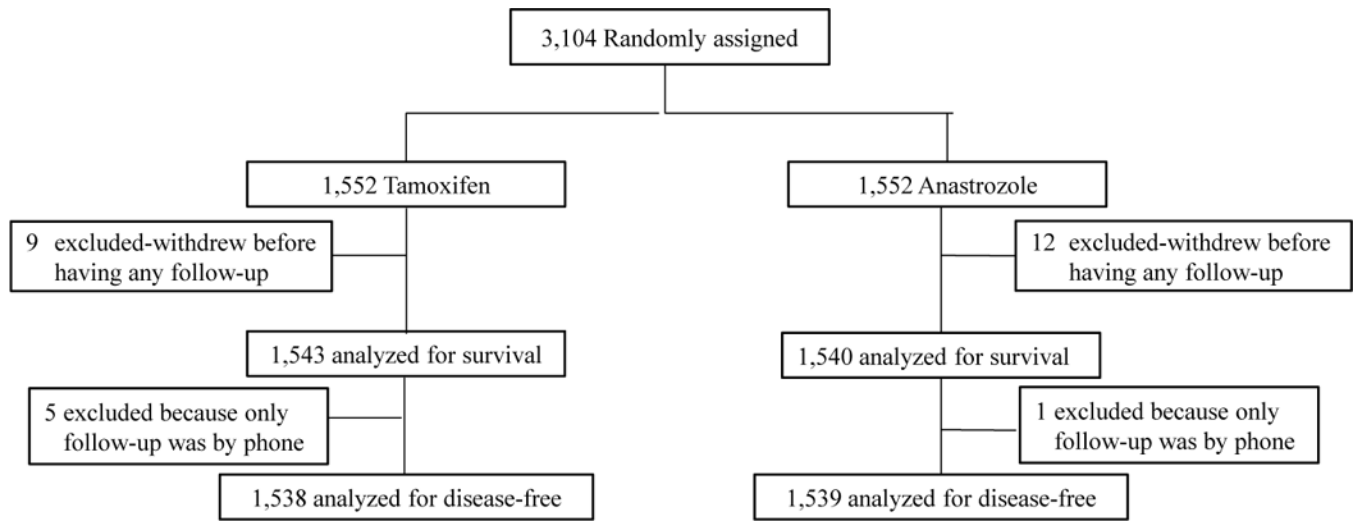 3,104 Randomly assigned
1,552 Tamoxifen
1,552 Anastrozole
9 excluded-withdrew before
having any follow-up
12 excluded-withdrew before
having any follow-up
1,543 analyzed for survival
1,540 analyzed for survival
5 excluded because only
follow-up was by phone
1 excluded because only
follow-up was by phone
1,538 analyzed for disease-free
1,539 analyzed for disease-free